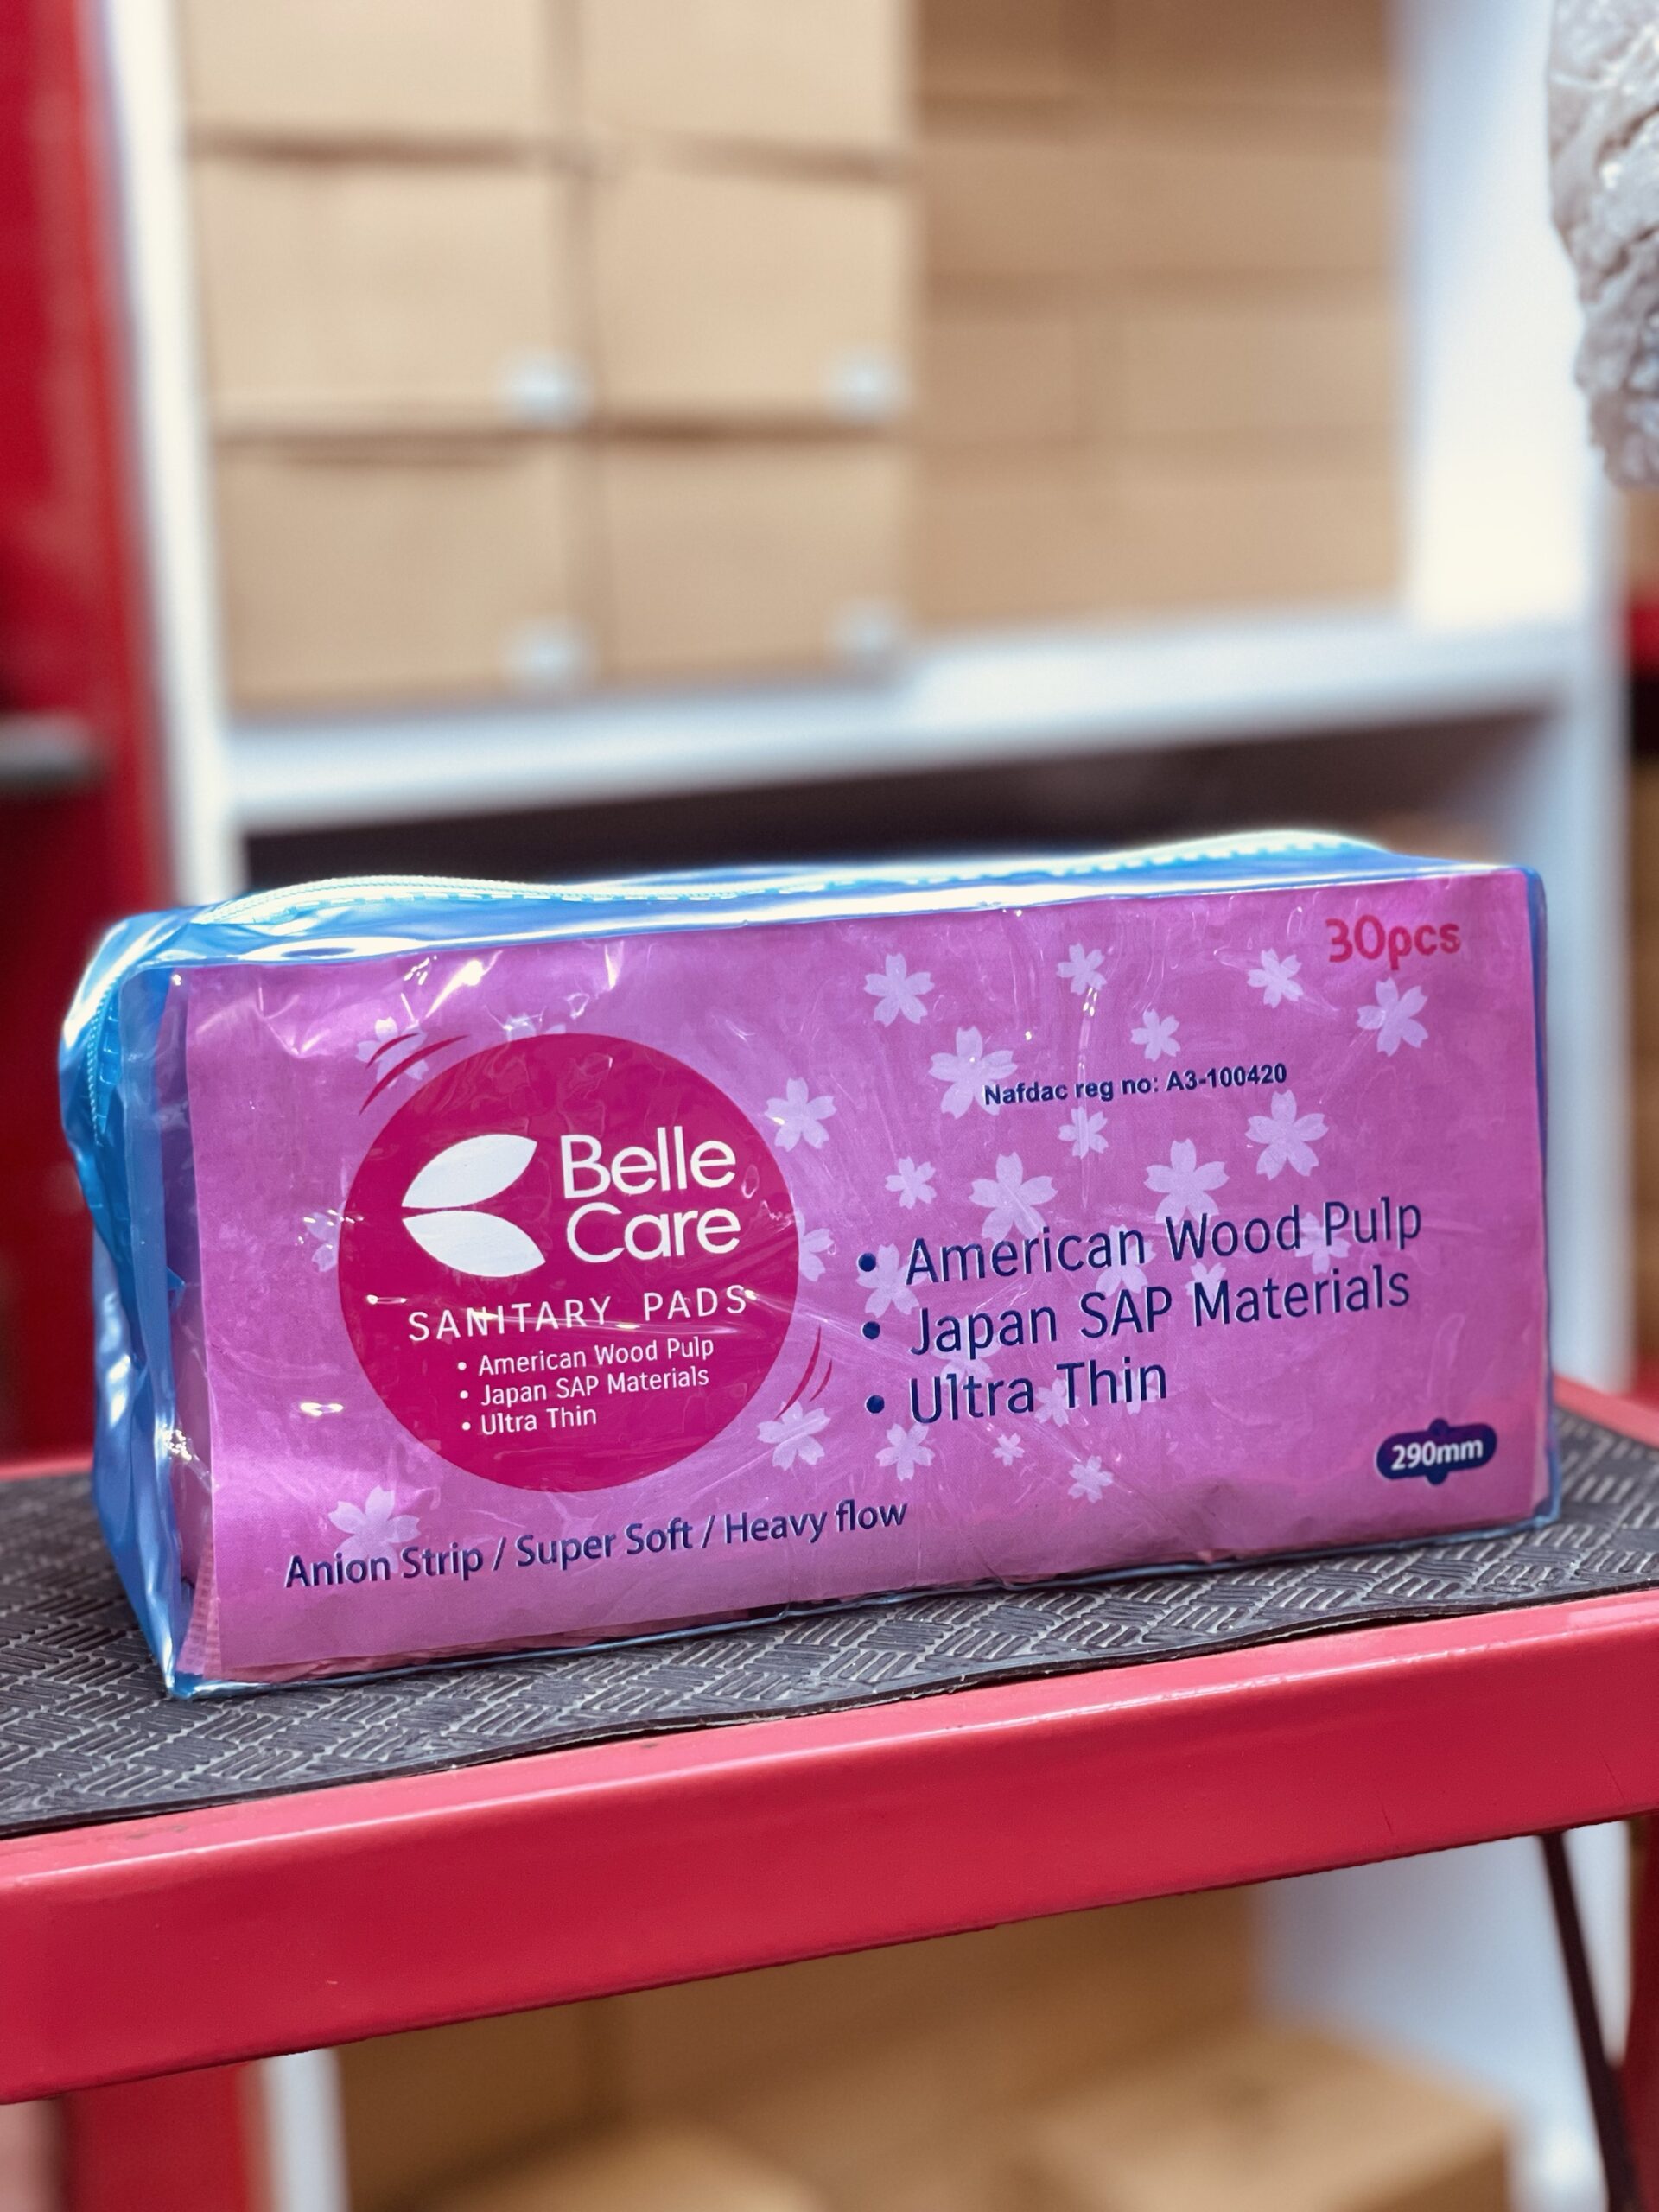 30pcs
Nafdac reg no: A3-100420
Belle
Care
SANITARY PADS
• American Wood Pulp
• Japan SAP Materials
• Ultra Thin
• American Wood Pulp
• Japan SAP Materials
• Ultra Thin
290mm
Anion Strip / Super Soft / Heavy flow